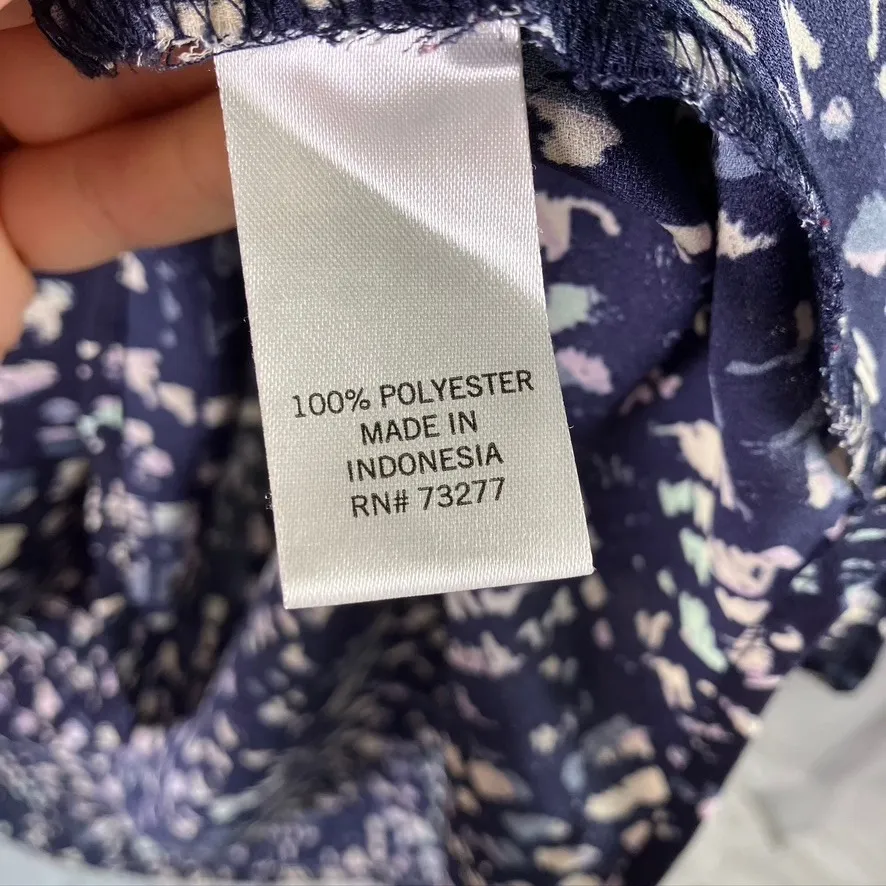 100% POLYESTER
MADE IN
INDONESIA
RN# 73277